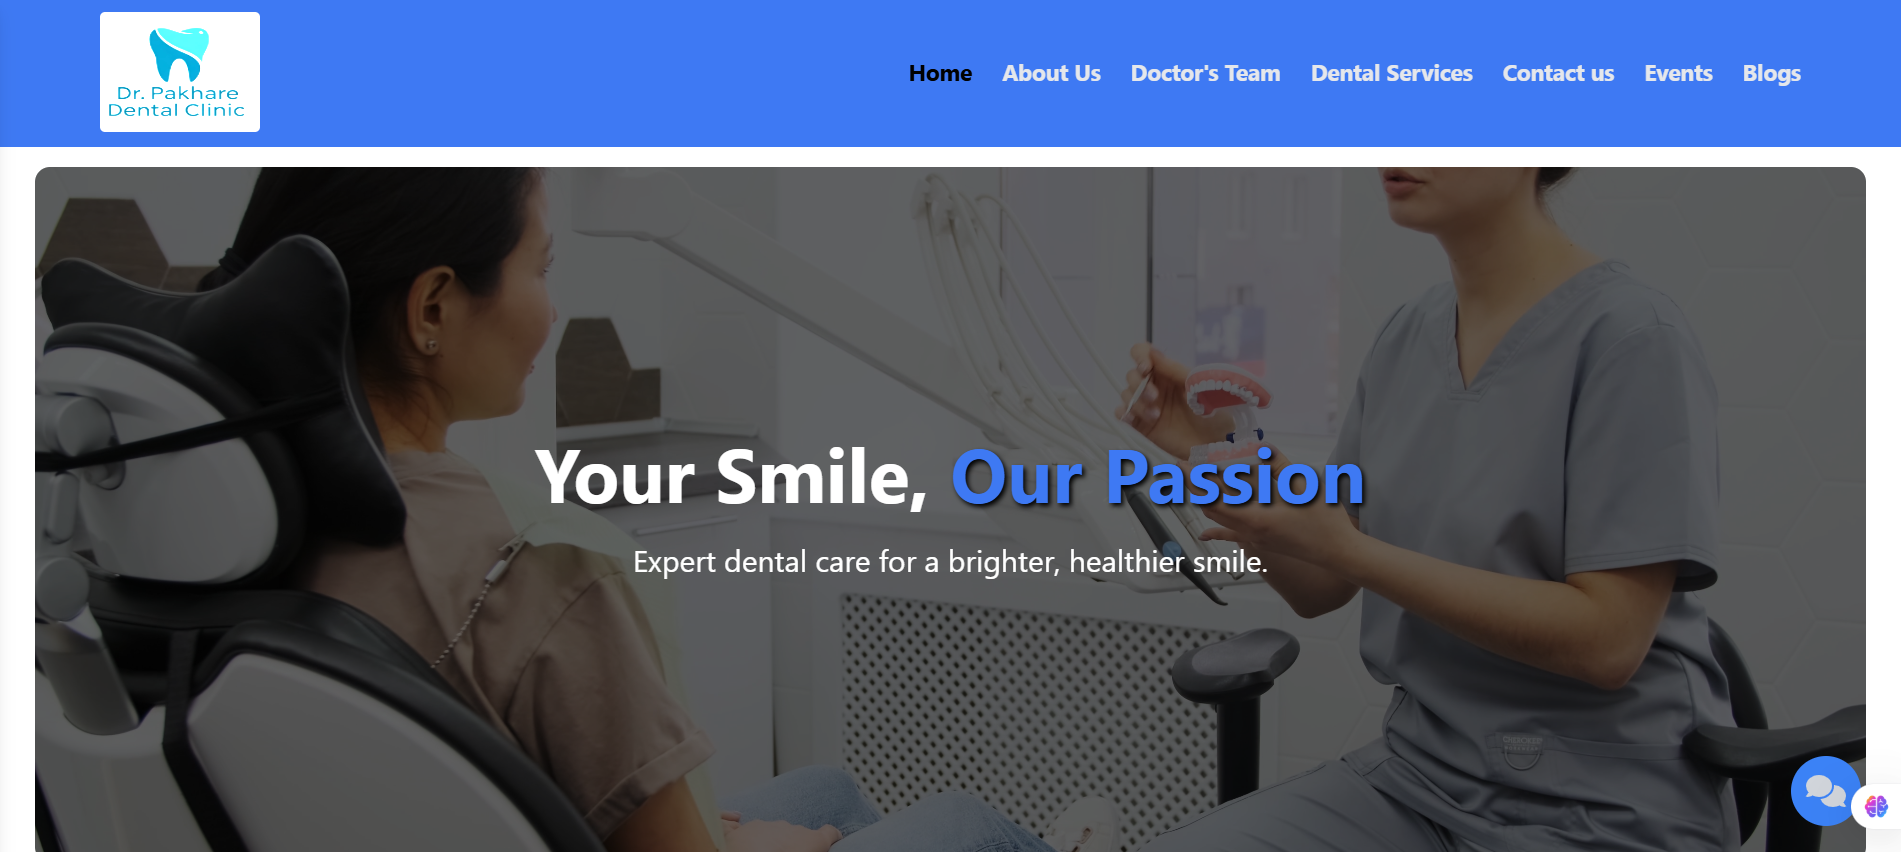 Dr. Pakhare
Dental Clinic
Home About Us Doctor's Team Dental Services Contact us Events Blogs
Your Smile, Our Passion
Expert dental care for a brighter, healthier smile.